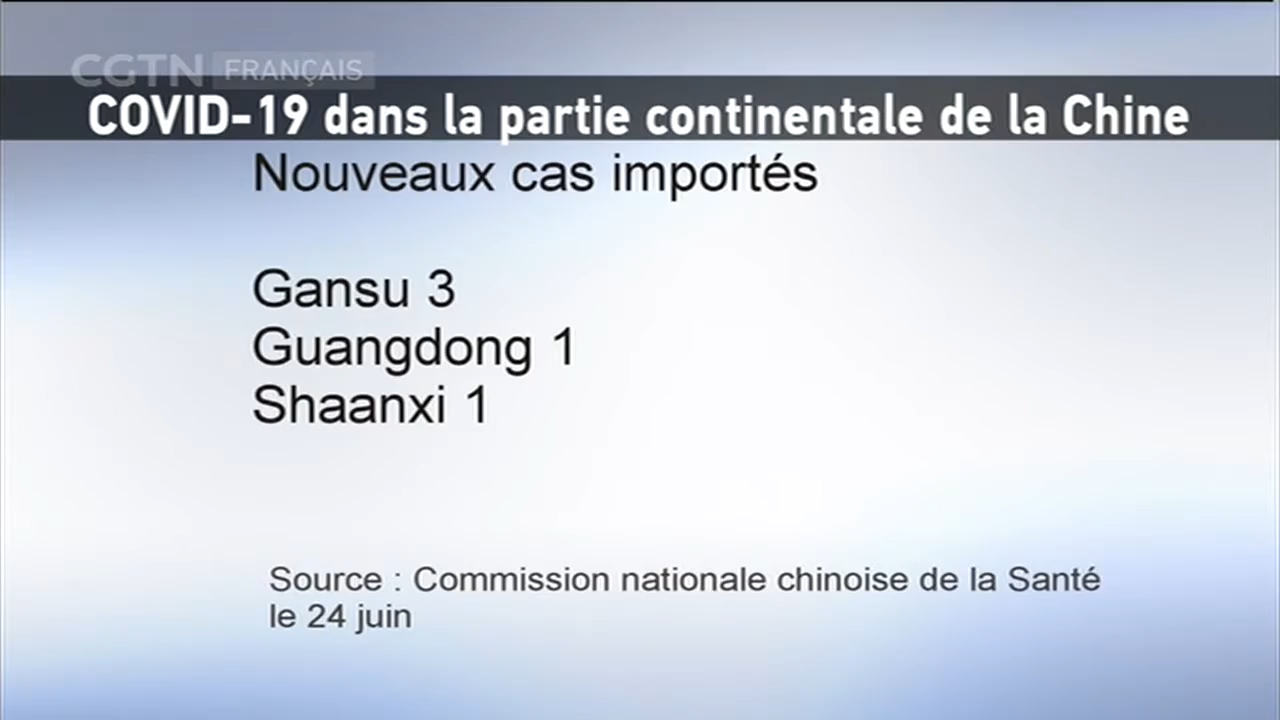 CGTN FRANÇAIS
COVID-19 dans la partie continentale de la Chine
Nouveaux cas importés
Gansu 3
Guangdong 1
Shaanxi 1
Source : Commission nationale chinoise de la Santé
le 24 juin